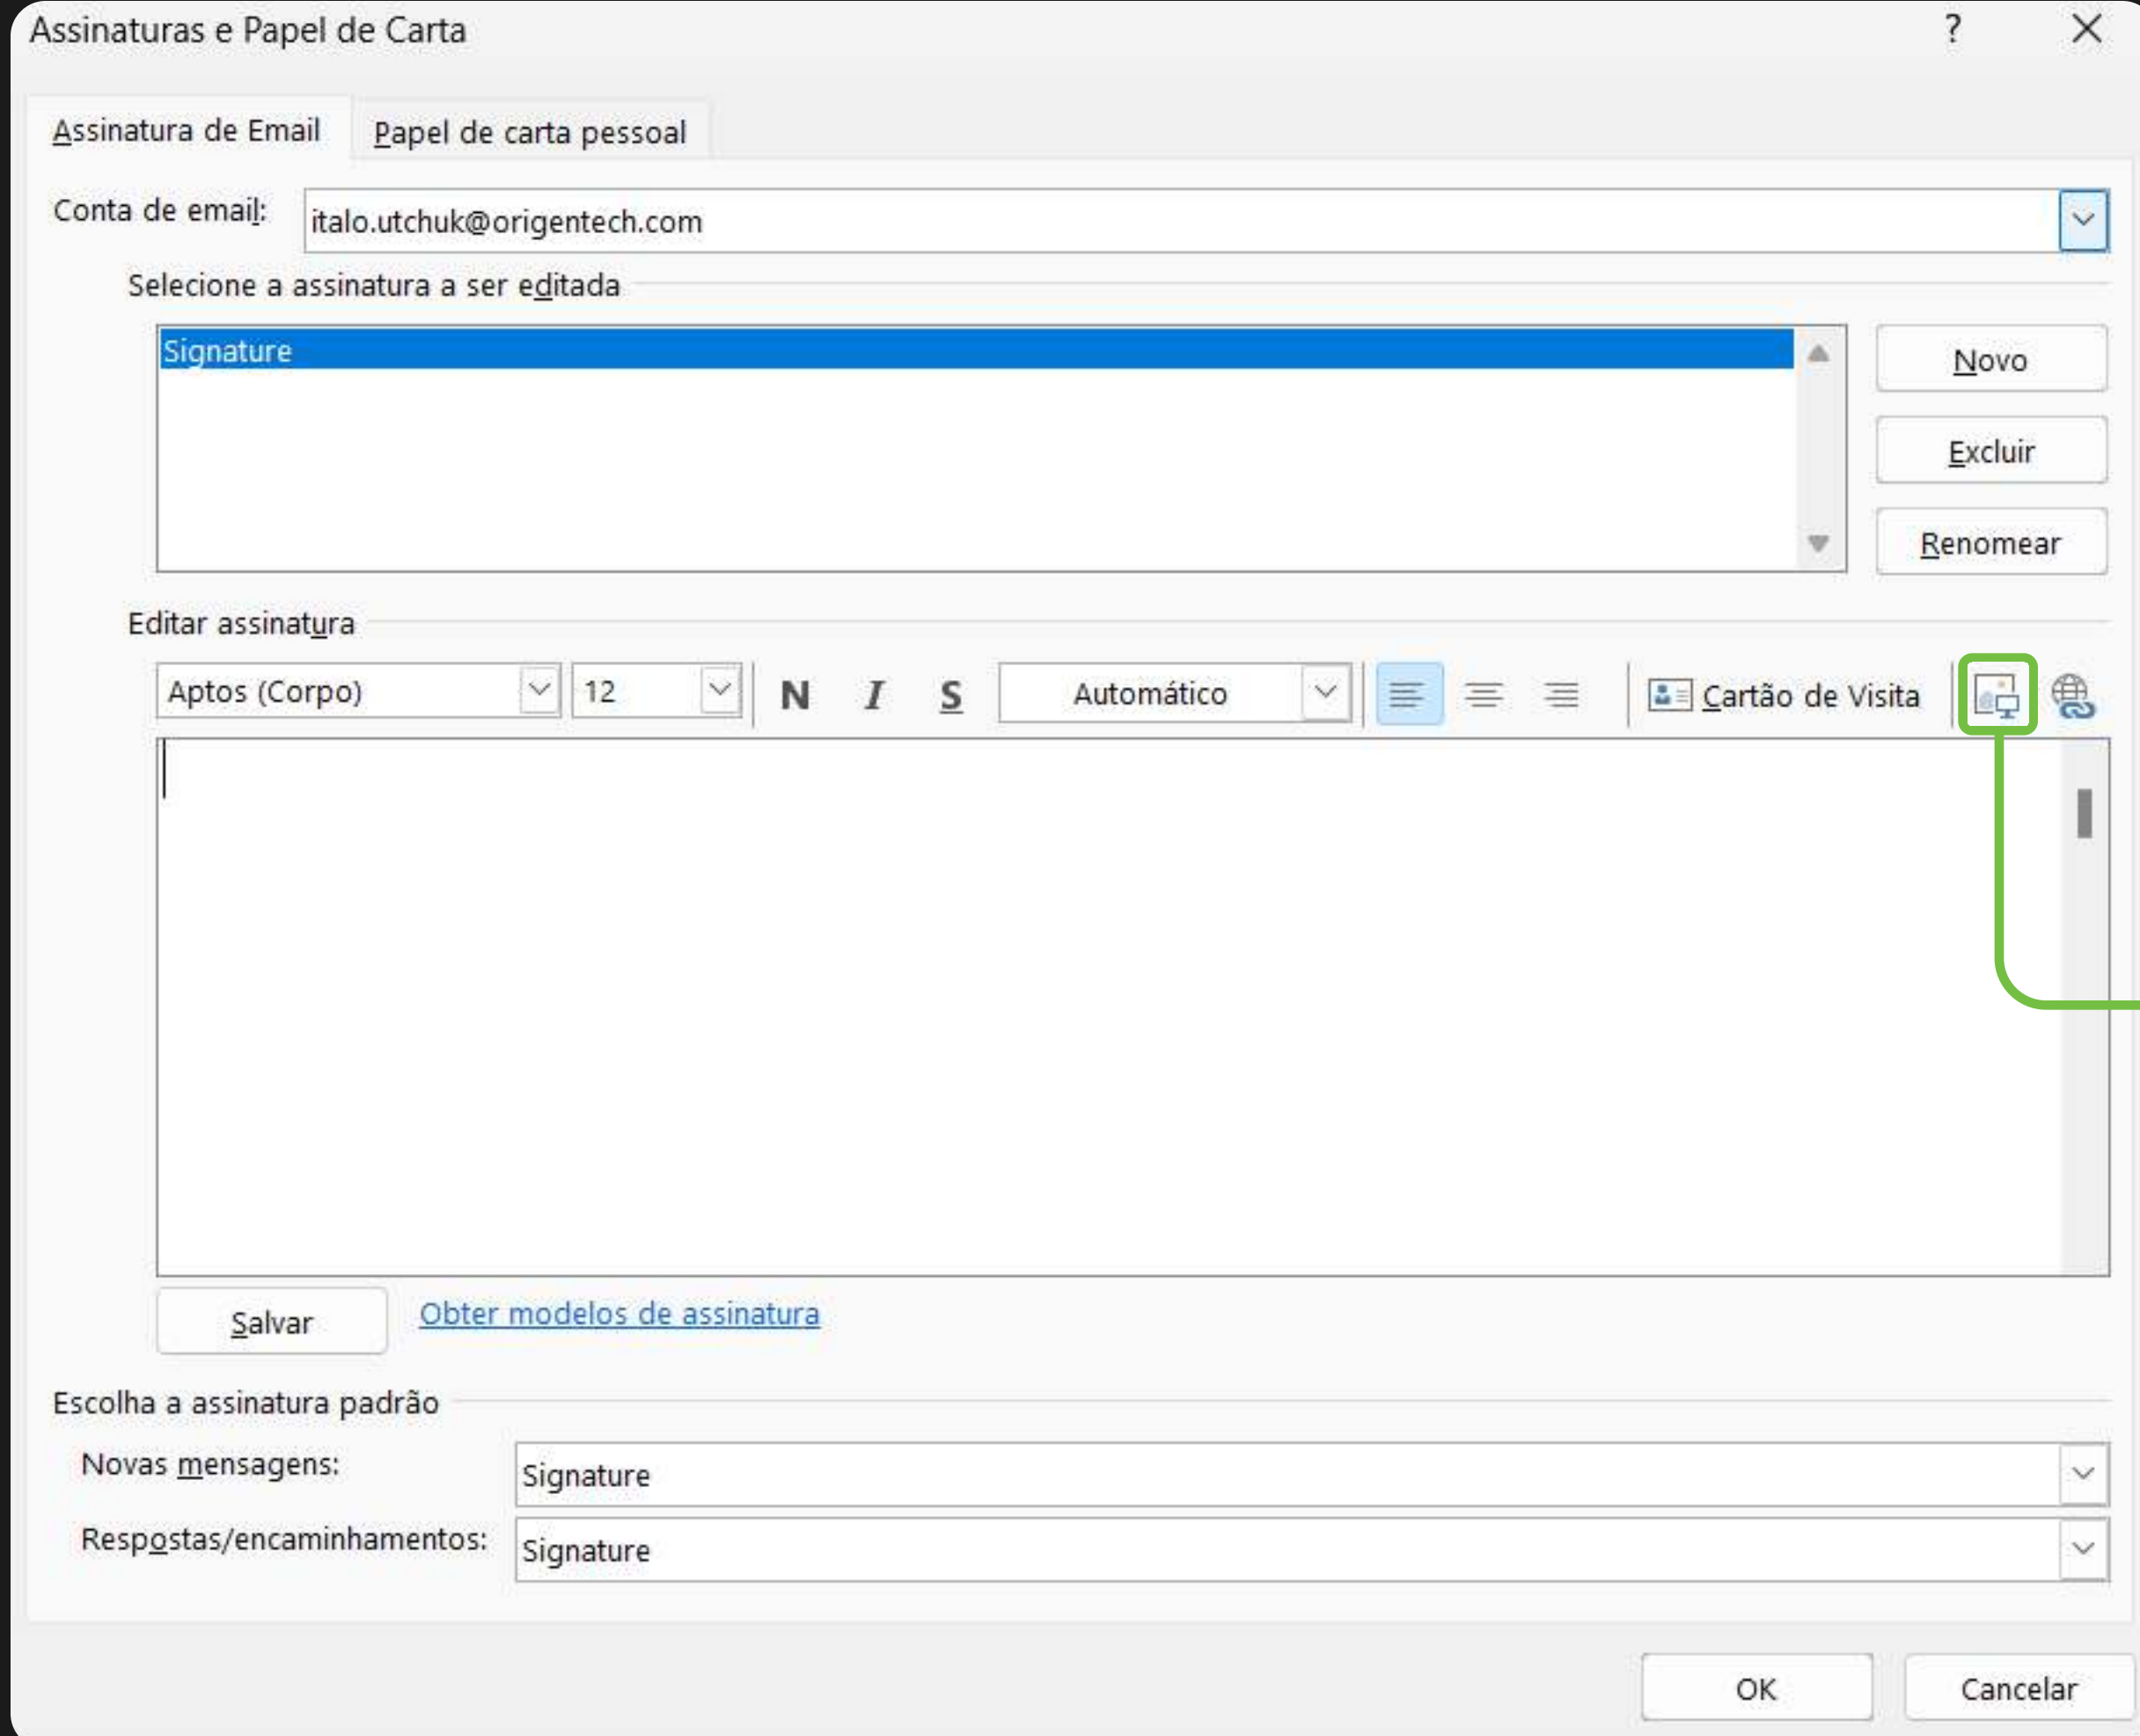 Assinaturas e Papel de Carta ?
Assinatura de Email Papel de carta pessoal
Conta de email: italo.utchuk@origentech.com
Selecione a assinatura a ser editada
Signature
Novo
Excluir
Renomear
Editar assinatura
Aptos (Corpo) 12 N I S Automático Cartão de Visita
Salvar Obter modelos de assinatura
Escolha a assinatura padrão
Novas mensagens: Signature
Respostas/encaminhamentos: Signature
OK Cancelar